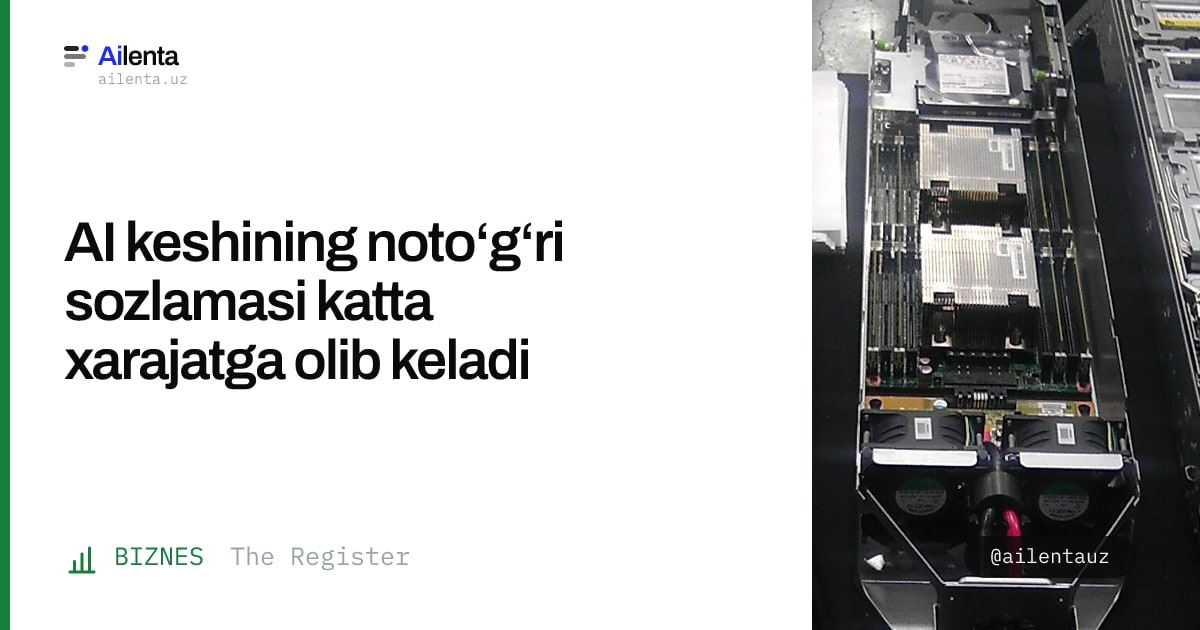 Ailenta
ailenta.uz
AI keshining noto‘g‘ri
sozlamasi katta
xarajatga olib keladi
BIZNES The Register
@ailentauz